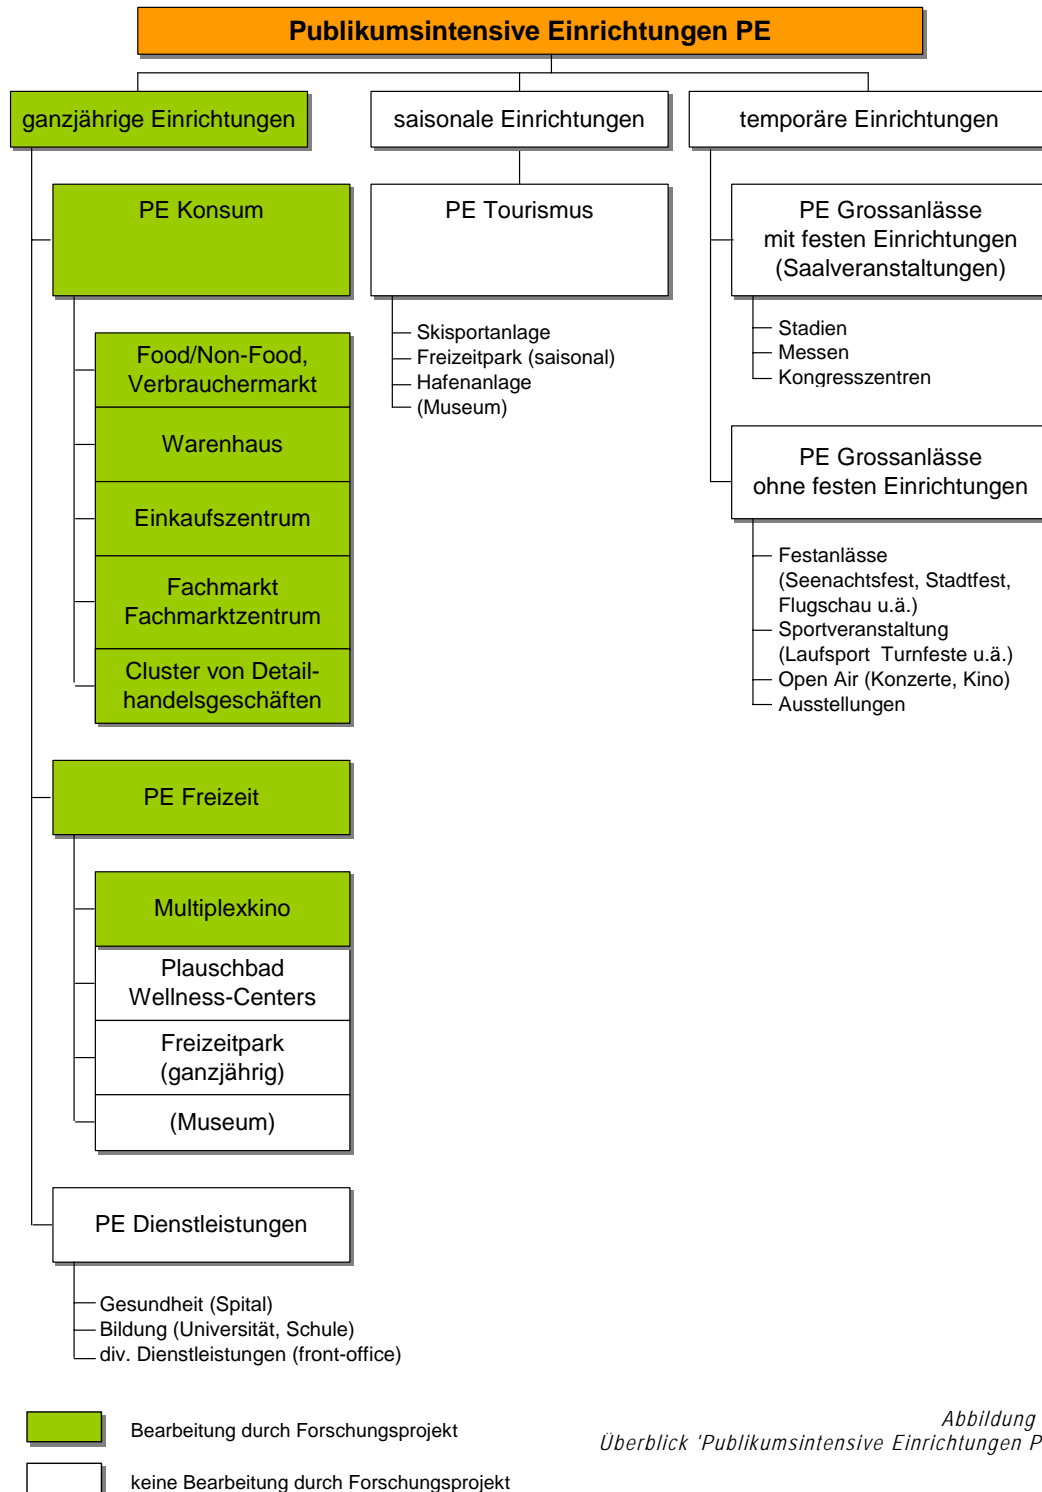 Publikumsintensive Einrichtungen PE
ganzjährige Einrichtungen
saisonale Einrichtungen
temporäre Einrichtungen
PE Konsum
Food/Non-Food,
Verbrauchermarkt
Warenhaus
Einkaufszentrum
Fachmarkt
Fachmarktzentrum
Cluster von Detail-
handelsgeschäften
PE Freizeit
Multiplexkino
Plauschbad
Wellness-Centers
Freizeitpark
(ganzjährig)
(Museum)
PE Dienstleistungen
Gesundheit (Spital)
Bildung (Universität, Schule)
div. Dienstleistungen (front-office)
PE Tourismus
Skisportanlage
Freizeitpark (saisonal)
Hafenanlage
(Museum)
PE Grossanlässe
mit festen Einrichtungen
(Saalveranstaltungen)
Stadien
Messen
Kongresszentren
PE Grossanlässe
ohne festen Einrichtungen
Festanlässe
(Seenachtsfest, Stadtfest,
Flugschau u.ä.)
Sportveranstaltung
(Laufsport Turnfeste u.ä.)
Open Air (Konzerte, Kino)
Ausstellungen
Bearbeitung durch Forschungsprojekt
keine Bearbeitung durch Forschungsprojekt
Abbildung
Überblick 'Publikumsintensive Einrichtungen P